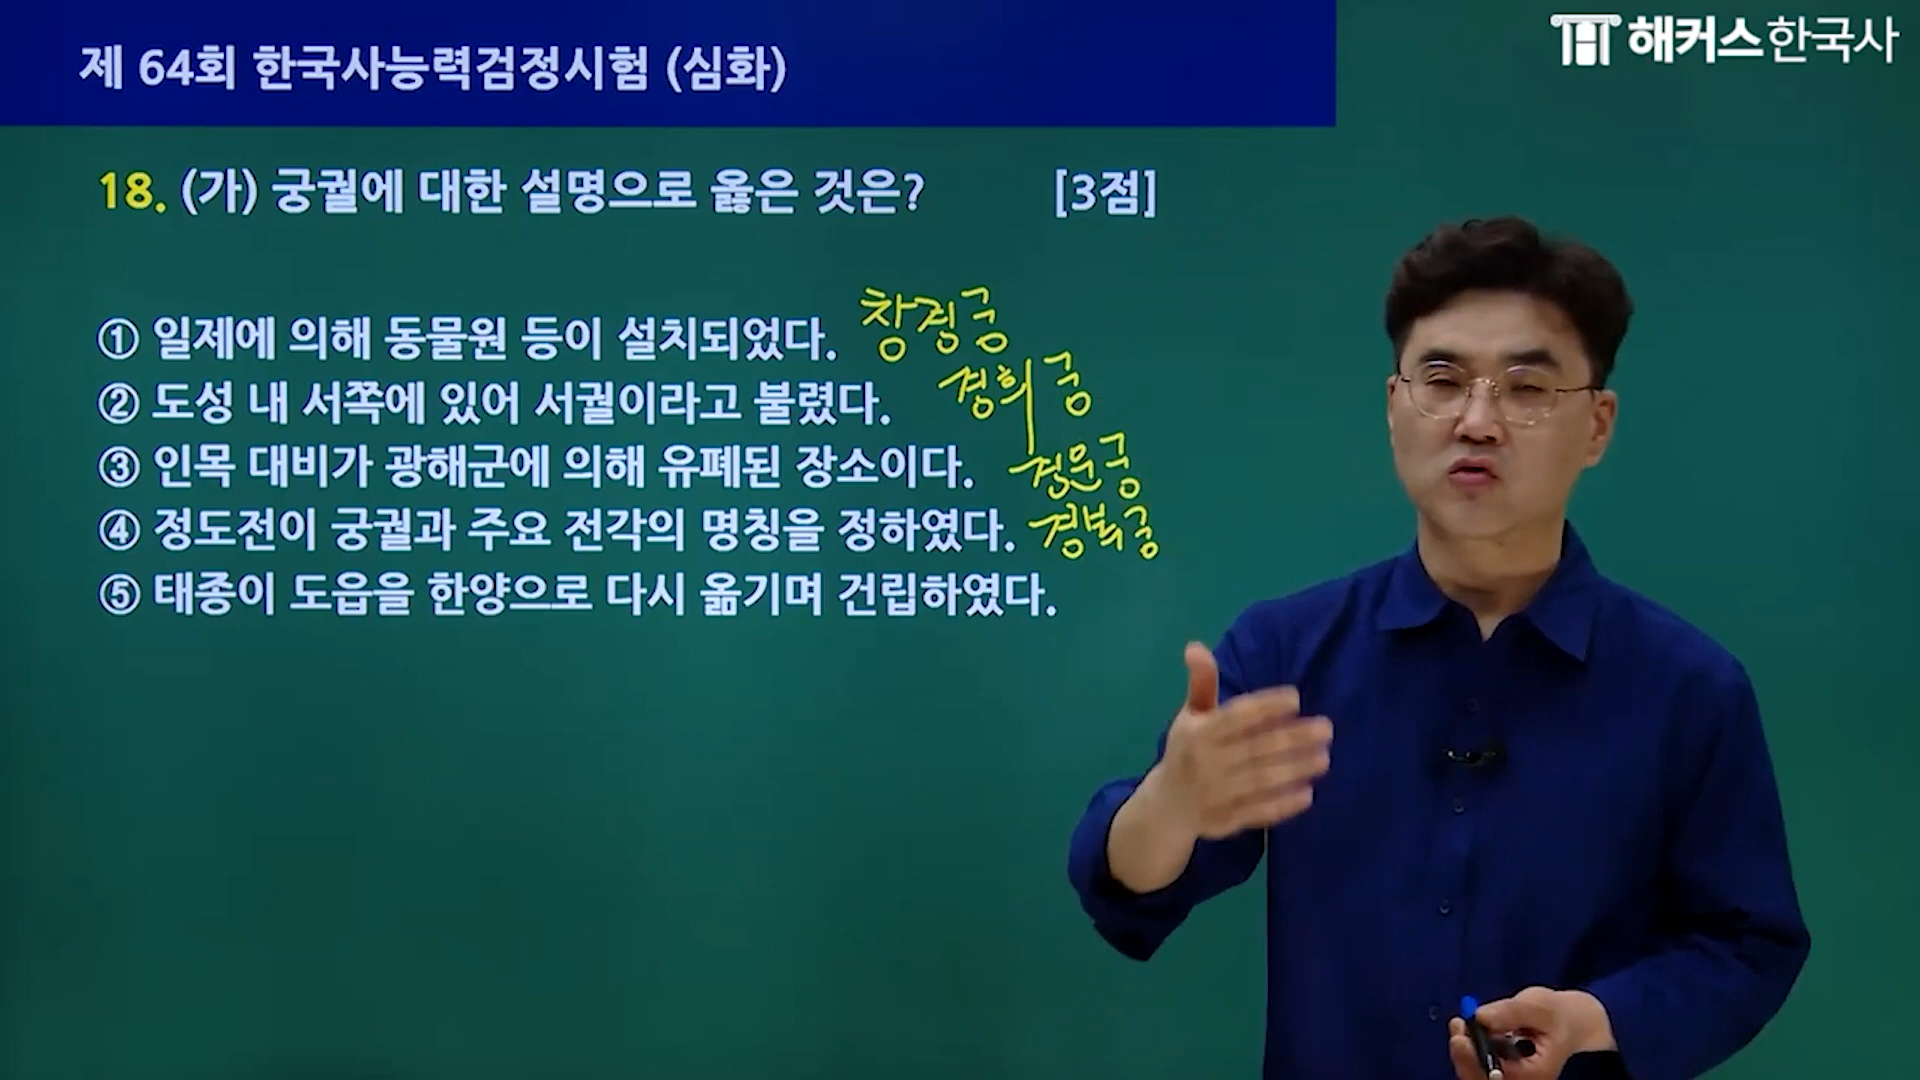 해커스한국사
제 64회 한국사능력검정시험 (심화)
18. (가) 궁궐에 대한 설명으로 옳은 것은? [3점]
① 일제에 의해 동물원 등이 설치되었다. 창경궁
② 도성 내 서쪽에 있어 서궐이라고 불렸다. 경희궁
③ 인목 대비가 광해군에 의해 유폐된 장소이다. 경운궁
④ 정도전이 궁궐과 주요 전각의 명칭을 정하였다. 경복궁
⑤ 태종이 도읍을 한양으로 다시 옮기며 건립하였다.